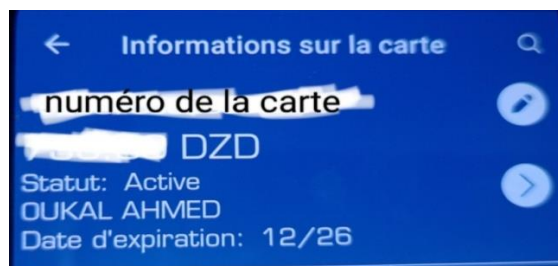 Informations sur la carte
numéro de la carte
DZD
Statut: Active
OUKAL AHMED
Date d'expiration: 12/26